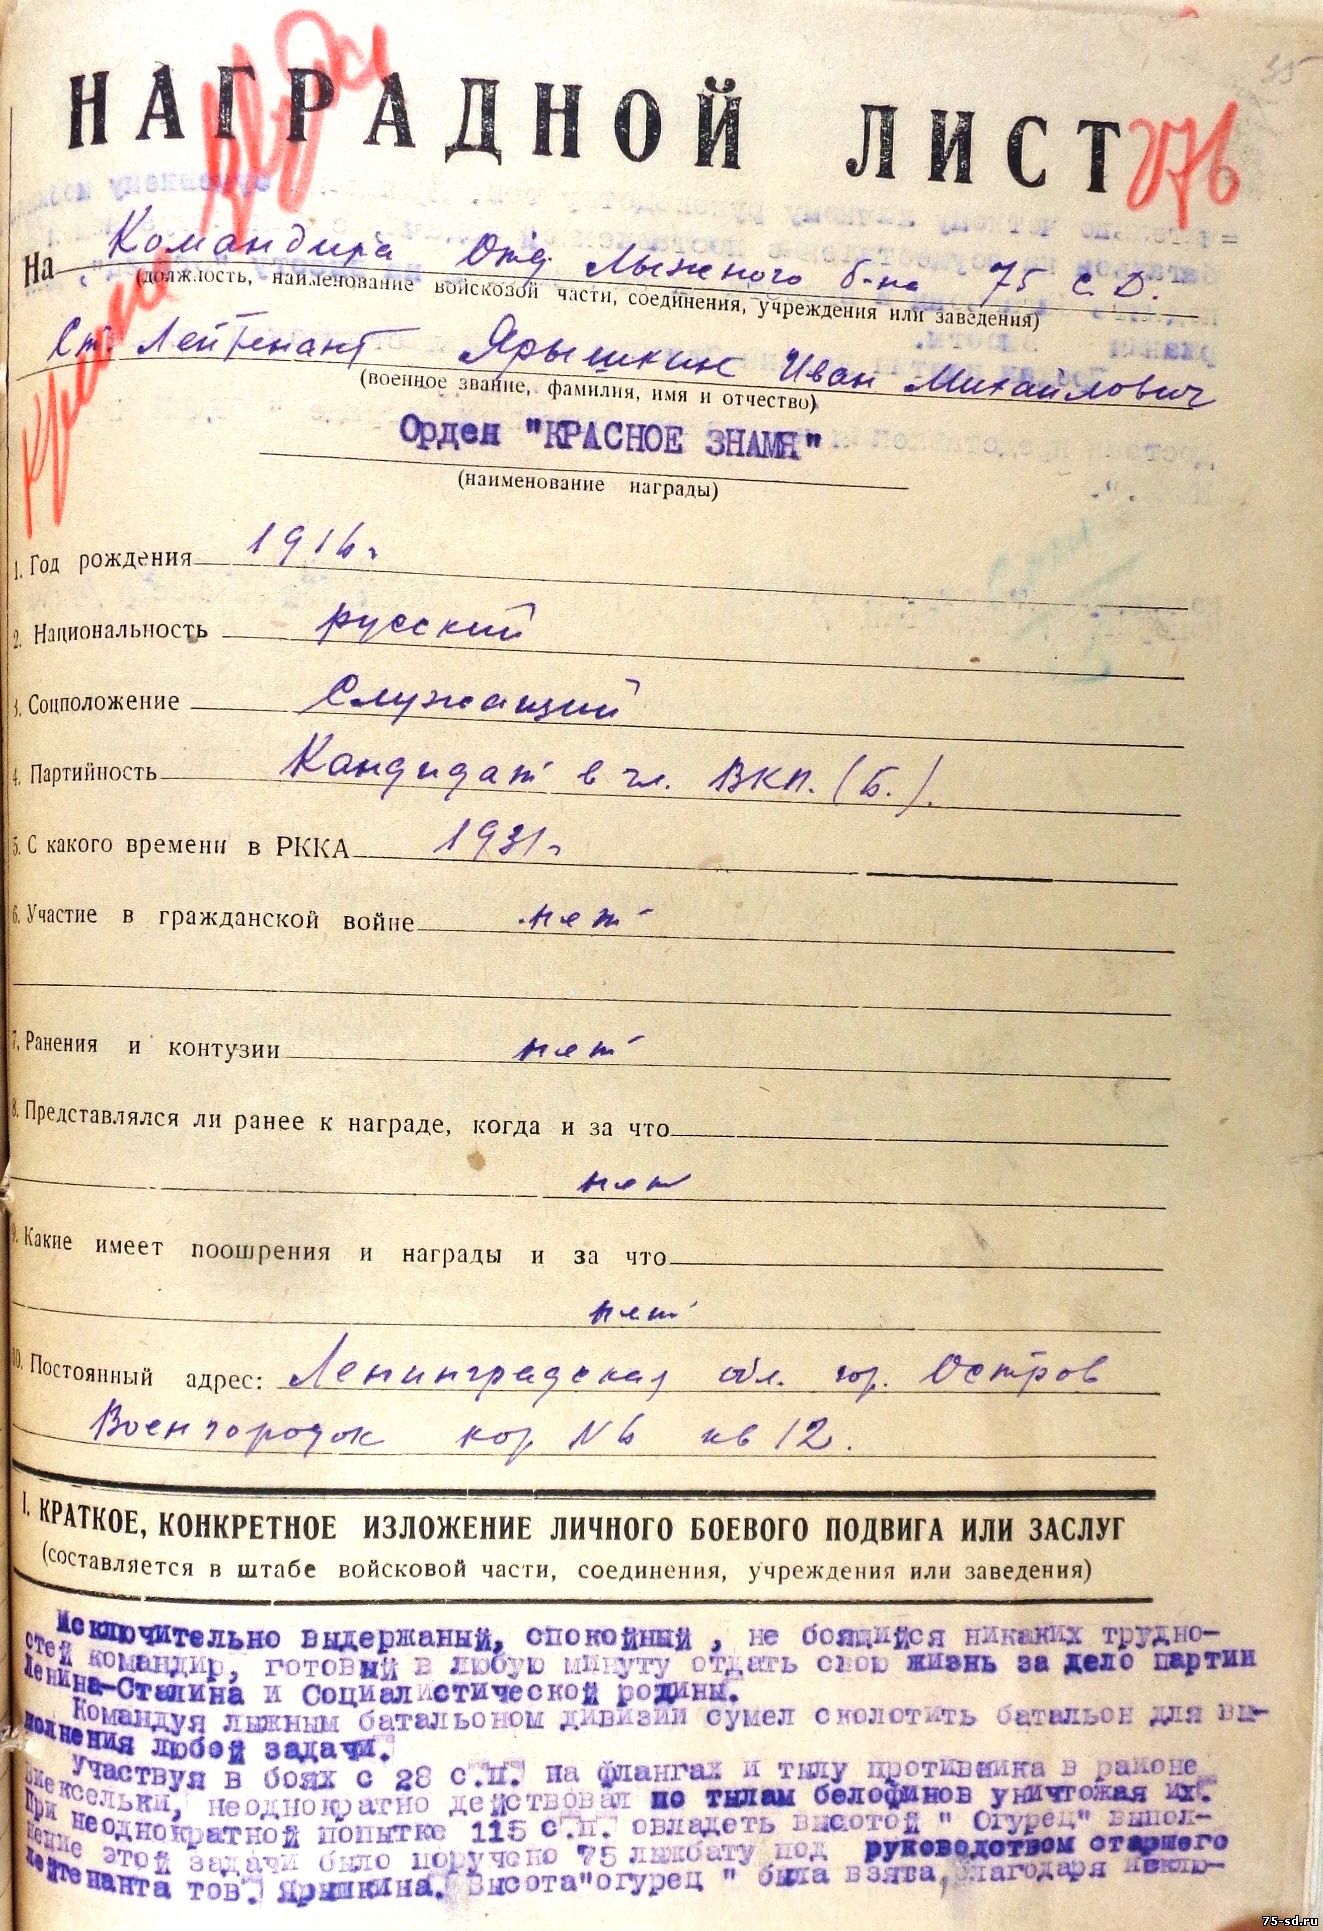 35
НАГРАДНОЙ ЛИСТ
276
На Командира Отд Лыжного б-на 75 с.д.
(должность, наименование войсковой части, соединения, учреждения или заведения)
Ст. Лейтенант Ярышкин Иван Михайлович
(военное звание, фамилия, имя и отчество)
Орден "КРАСНОЕ ЗНАМЯ"
(наименование награды)
1. Год рождения 1916 г.
2. Национальность русский
3. Соцположение Служащий
4. Партийность Кандидат в чл. ВКП.(Б.).
5. С какого времени в РККА 1931 г
6. Участие в гражданской войне нет
7. Ранения и контузии нет
8. Представлялся ли ранее к награде, когда и за что
нет
9. Какие имеет поощрения и награды и за что
нет
10. Постоянный адрес: Ленинградская обл. гор. Остров
Военгородок кор N6 кв 12.
I. КРАТКОЕ, КОНКРЕТНОЕ ИЗЛОЖЕНИЕ ЛИЧНОГО БОЕВОГО ПОДВИГА ИЛИ ЗАСЛУГ
(составляется в штабе войсковой части, соединения, учреждения или заведения)
Исключительно выдержаный, спокойный, не боящийся никаких трудно-
стей командир, готовый в любую минуту отдать свою жизнь за дело партии
Ленина-Сталина и Социалистической родины.
Командуя лыжным батальоном дивизии сумел сколотить батальон для вы-
полнения любой задачи.
Участвуя в боях с 28 с.п. на флангах и тылу противника в районе
Виексельки, неоднократно действовал по тылам белофинов уничтожая их.
При неоднократной попытке 115 с.п. овладеть высотой "Огурец" выпол-
нение этой задачи было поручено 75 лыжбату под руководством старшего
лейтенанта тов. Ярышкина. Высота "огурец" была взята, благодаря исклю-
75-sd.ru